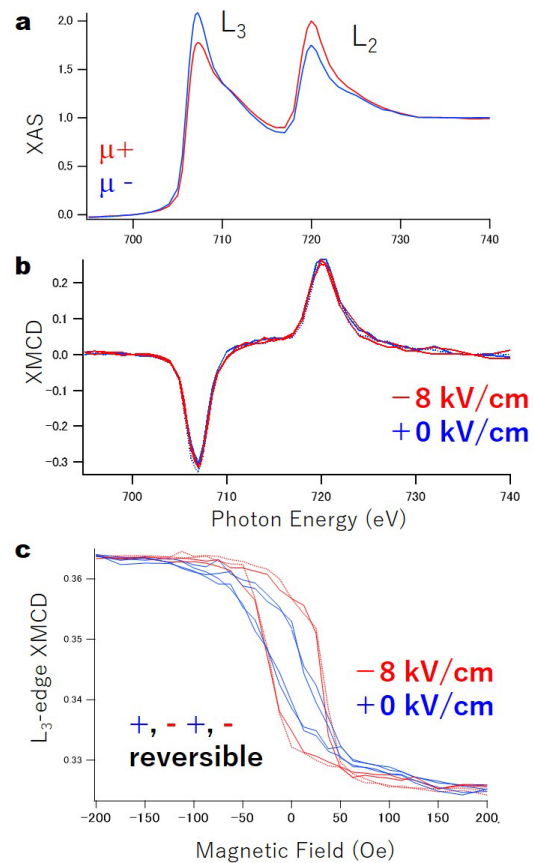 a
L3
L2
2.0
1.5
1.0
0.5
0.0
XAS
μ+
μ -
700
710
720
730
740
b
0.2
0.1
0.0
−0.1
−0.2
−0.3
XMCD
−8 kV/cm
+0 kV/cm
700
710
720
730
740
Photon Energy (eV)
c
0.36
0.35
0.34
0.33
L3-edge XMCD
−8 kV/cm
+0 kV/cm
+, - +, -
reversible
−200
−150
−100
−50
0
50
100
150
200
Magnetic Field (Oe)